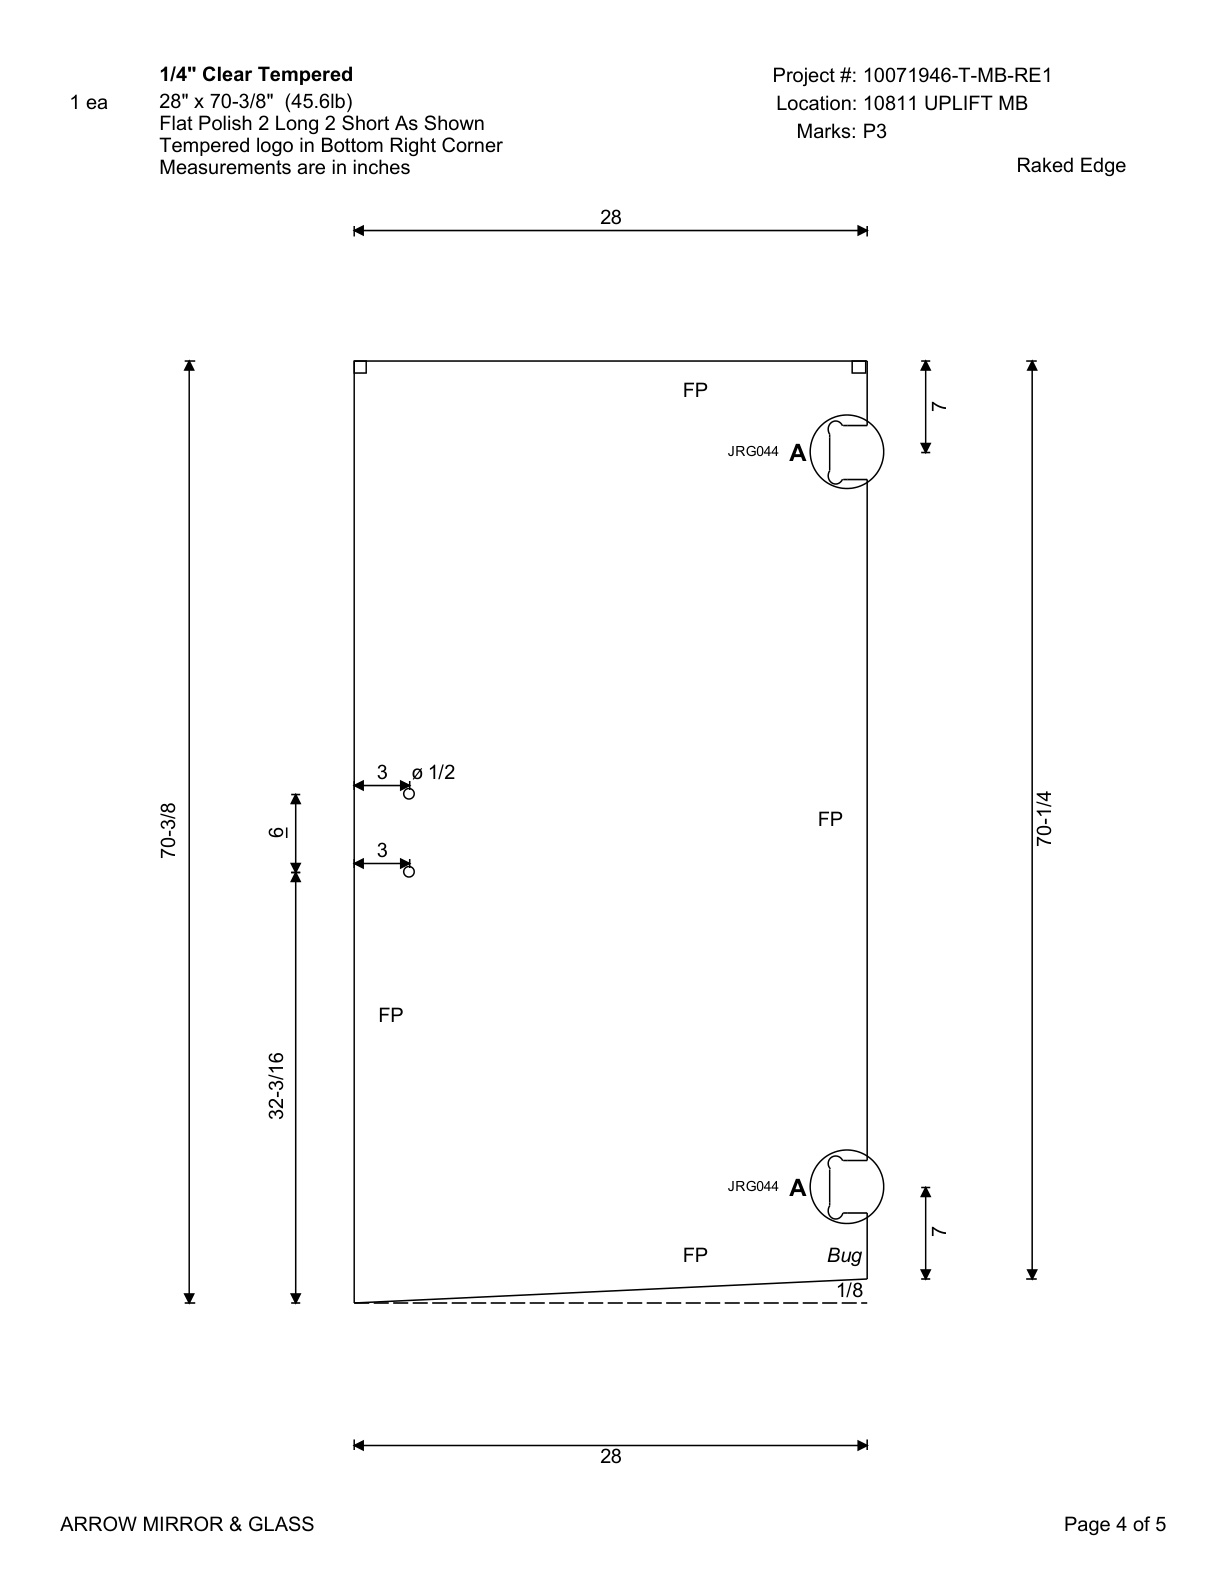 1/4" Clear Tempered
1 ea
28" x 70-3/8" (45.6lb)
Flat Polish 2 Long 2 Short As Shown
Tempered logo in Bottom Right Corner
Measurements are in inches
Project #: 10071946-T-MB-RE1
Location: 10811 UPLIFT MB
Marks: P3
Raked Edge
28
FP
7
JRG044 A
3
ø 1/2
70-3/8
6
FP
70-1/4
3
FP
32-3/16
JRG044 A
7
FP
Bug
1/8
28
ARROW MIRROR & GLASS
Page 4 of 5